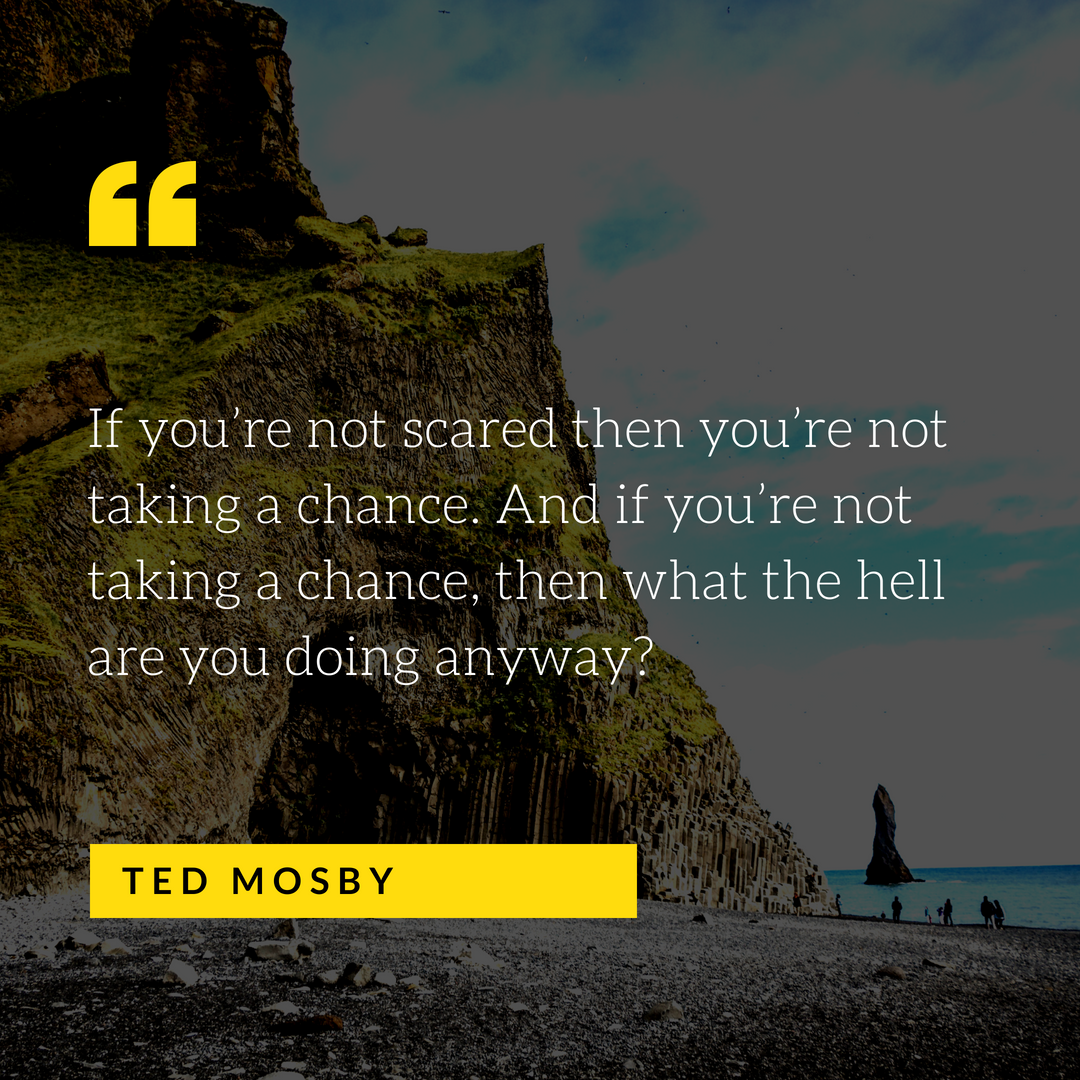 “
If you’re not scared then you’re not
taking a chance. And if you’re not
taking a chance, then what the hell
are you doing anyway?
TED MOSBY